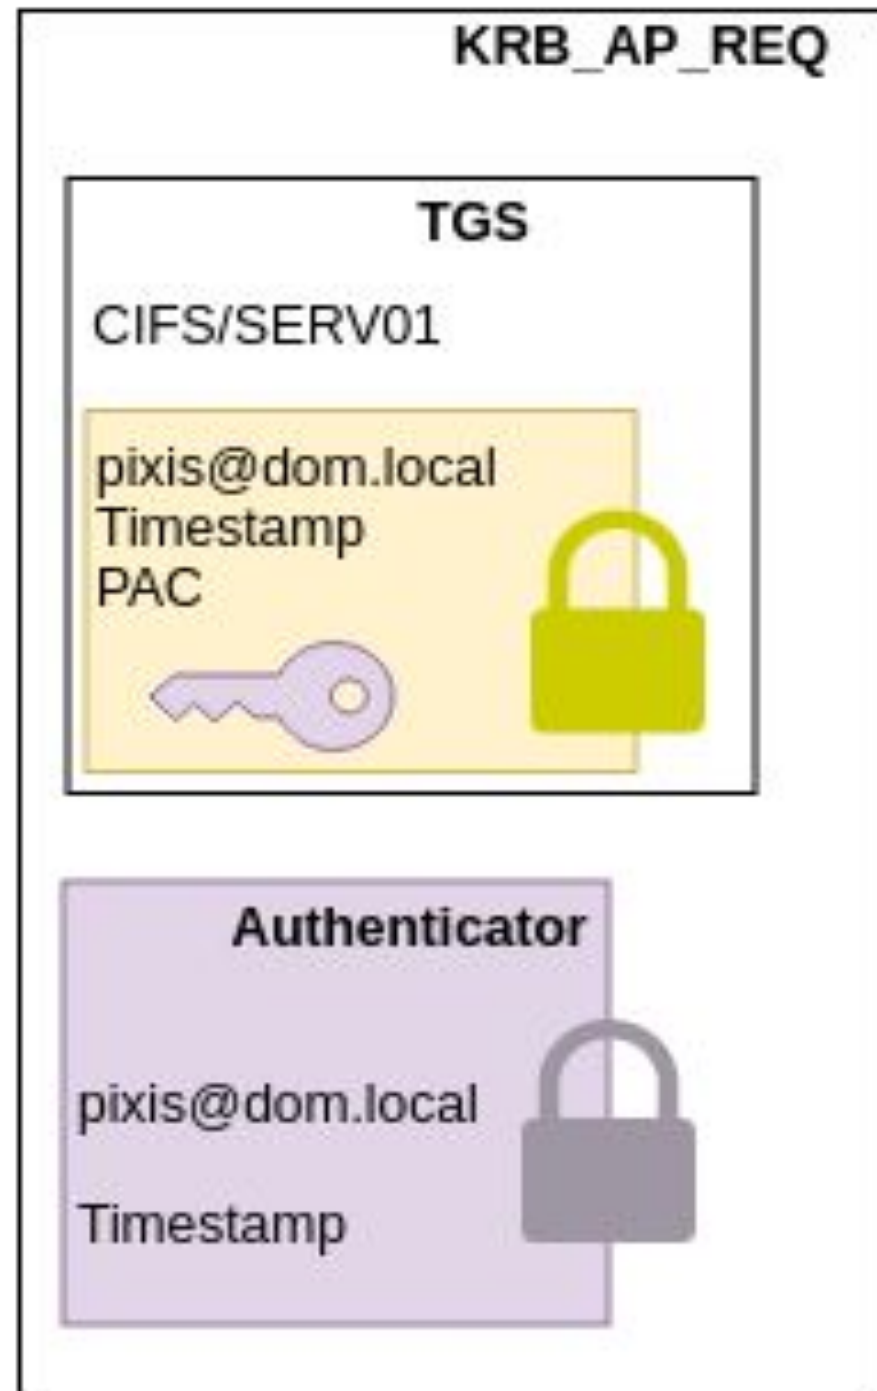 KRB_AP_REQ
TGS
CIFS/SERV01
pixis@dom.local
Timestamp
PAC
Authenticator
pixis@dom.local
Timestamp